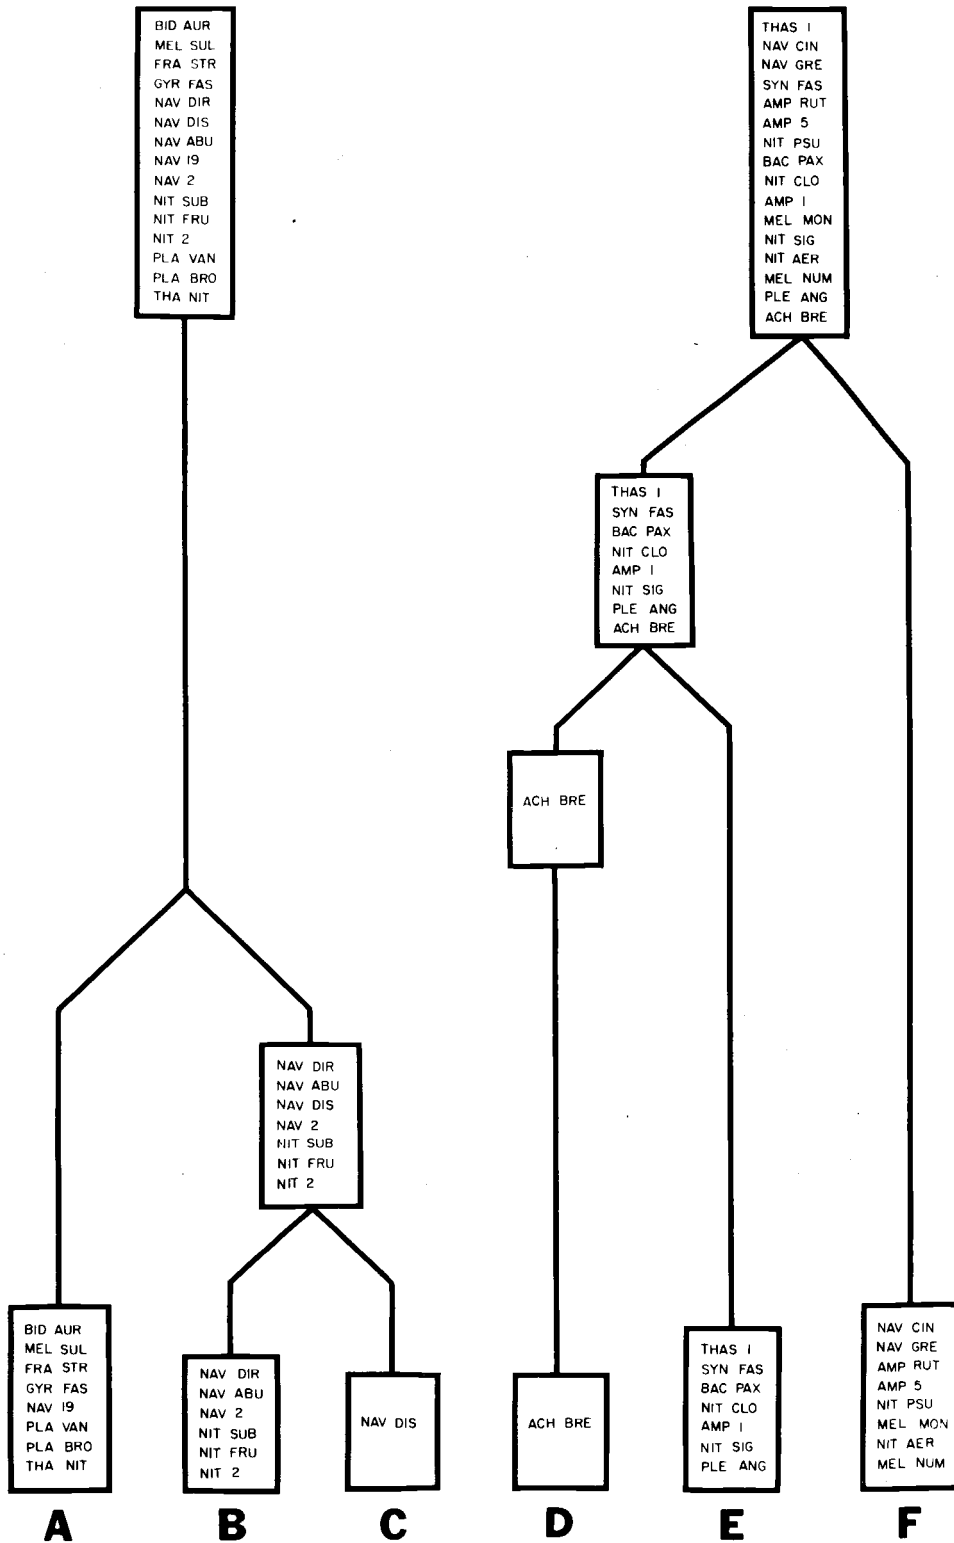 BID AUR
MEL SUL
FRA STR
GYR FAS
NAV DIR
NAV DIS
NAV ABU
NAV 19
NAV 2
NIT SUB
NIT FRU
NIT 2
PLA VAN
PLA BRO
THA NIT
THAS 1
NAV CIN
NAV GRE
SYN FAS
AMP RUT
AMP 5
NIT PSU
BAC PAX
NIT CLO
AMP 1
MEL MON
NIT SIG
NIT AER
MEL NUM
PLE ANG
ACH BRE
THAS 1
SYN FAS
BAC PAX
NIT CLO
AMP 1
NIT SIG
PLE ANG
ACH BRE
ACH BRE
NAV DIR
NAV ABU
NAV DIS
NAV 2
NIT SUB
NIT FRU
NIT 2
BID AUR
MEL SUL
FRA STR
GYR FAS
NAV 19
PLA VAN
PLA BRO
THA NIT
NAV DIR
NAV ABU
NAV 2
NIT SUB
NIT FRU
NIT 2
NAV DIS
ACH BRE
THAS 1
SYN FAS
BAC PAX
NIT CLO
AMP 1
NIT SIG
PLE ANG
NAV CIN
NAV GRE
AMP RUT
AMP 5
NIT PSU
MEL MON
NIT AER
MEL NUM
A B C D E F